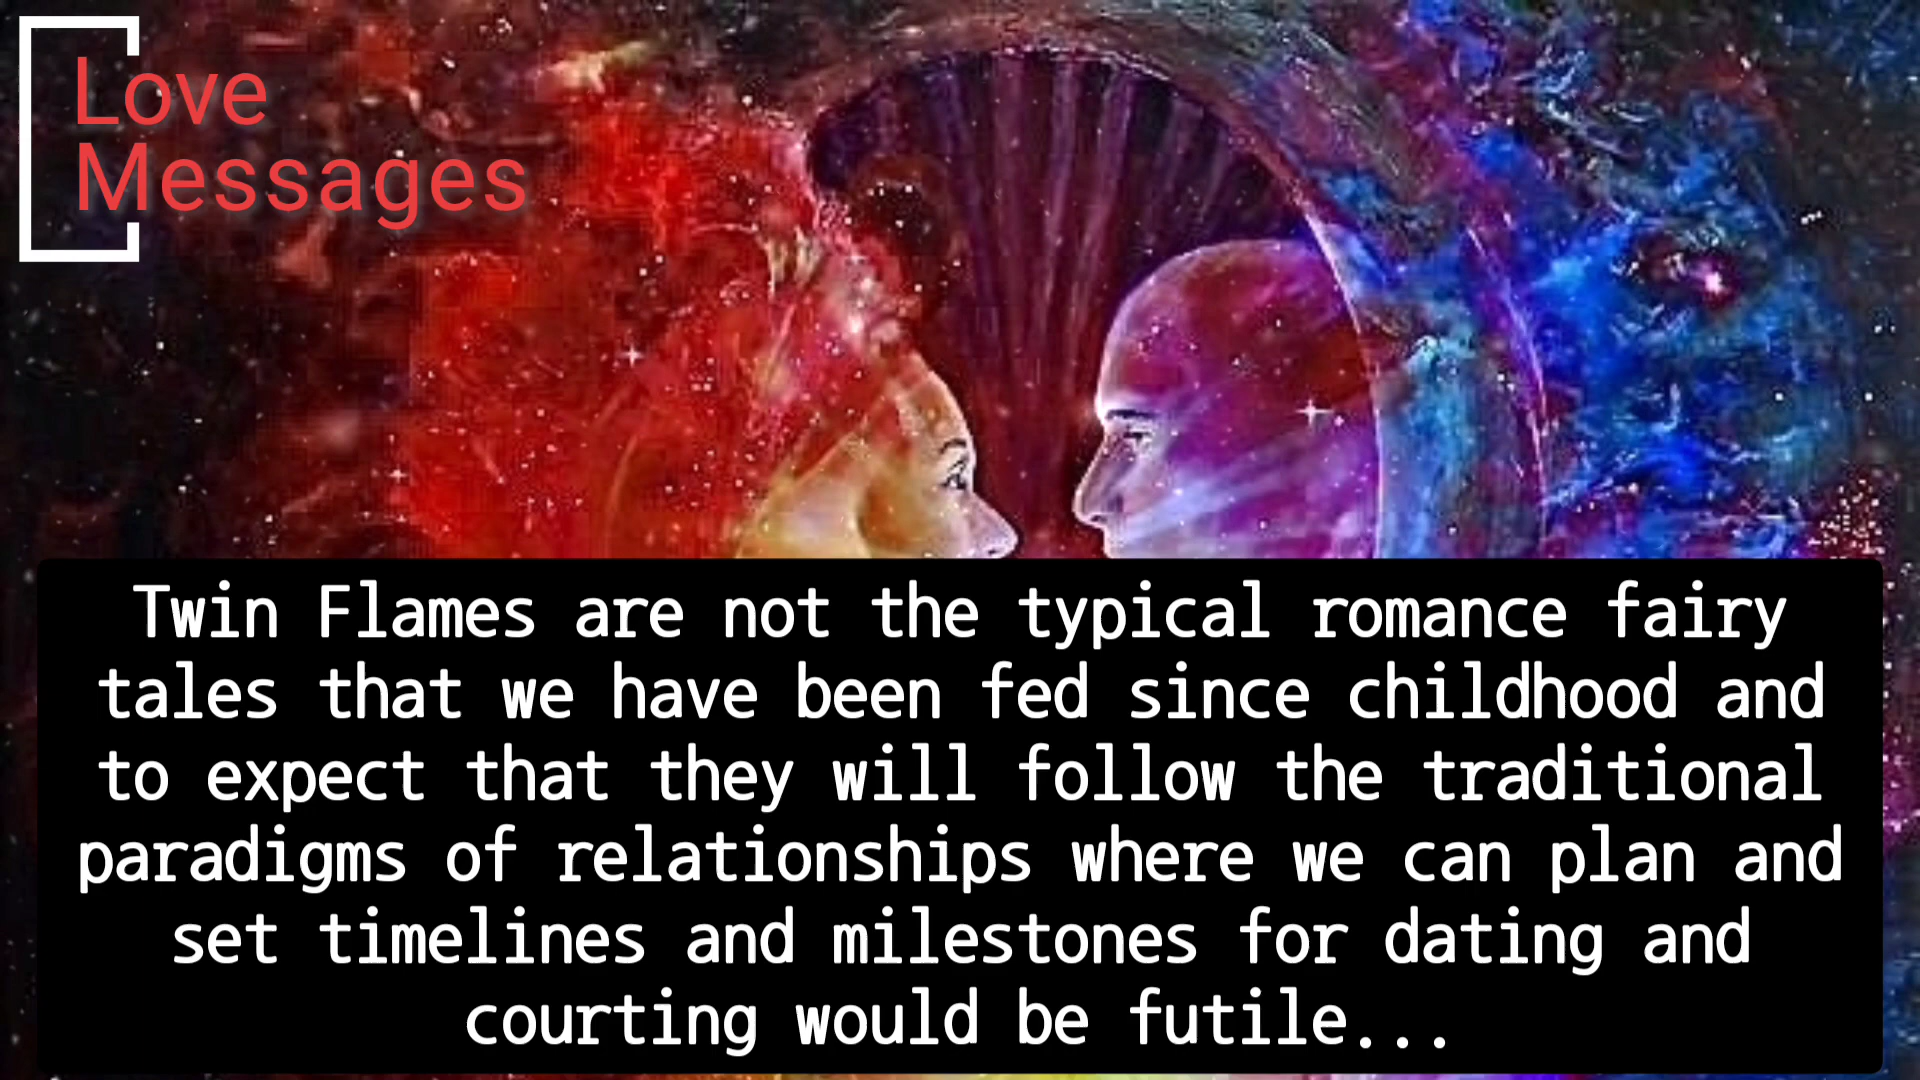 Love
Messages
Twin Flames are not the typical romance fairy
tales that we have been fed since childhood and
to expect that they will follow the traditional
paradigms of relationships where we can plan and
set timelines and milestones for dating and
courting would be futile...